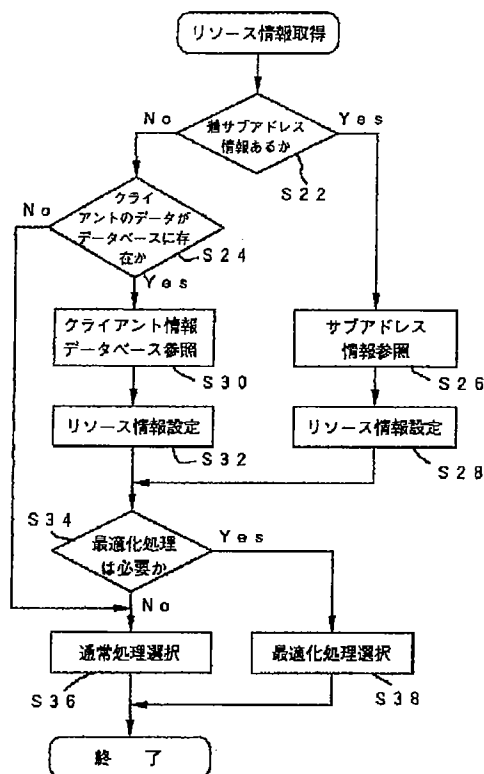 リソース情報取得
No
Yes
サブアドレス
情報あるか
S22
No
クライ
アントのデータが
データベースに存
在か
S24
Yes
クライアント情報
データベース参照
S30
サブアドレス
情報参照
S26
リソース情報設定
S32
リソース情報設定
S28
S34
最適化処理
は必要か
Yes
No
通常処理選択
S36
最適化処理選択
S38
終 了